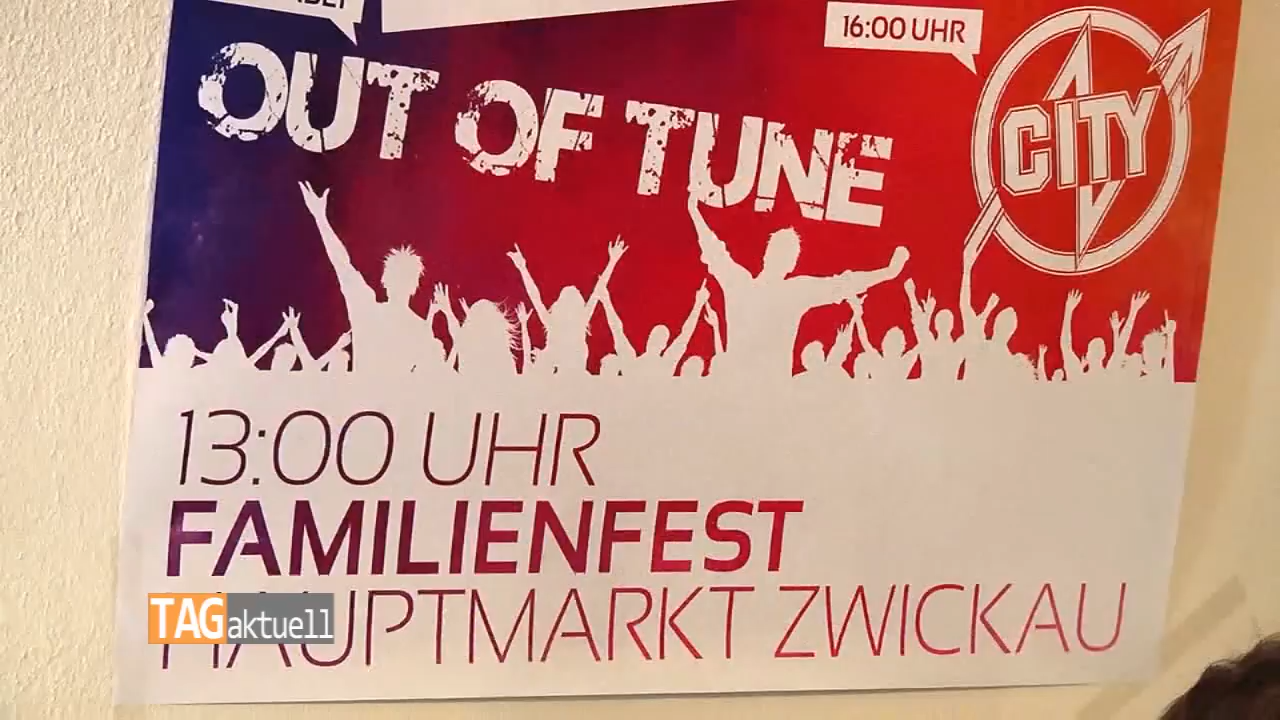 16:00 UHR
OUT OF TUNE
CITY
13:00 UHR
FAMILIENFEST
HAUPTMARKT ZWICKAU
TAGaktuell